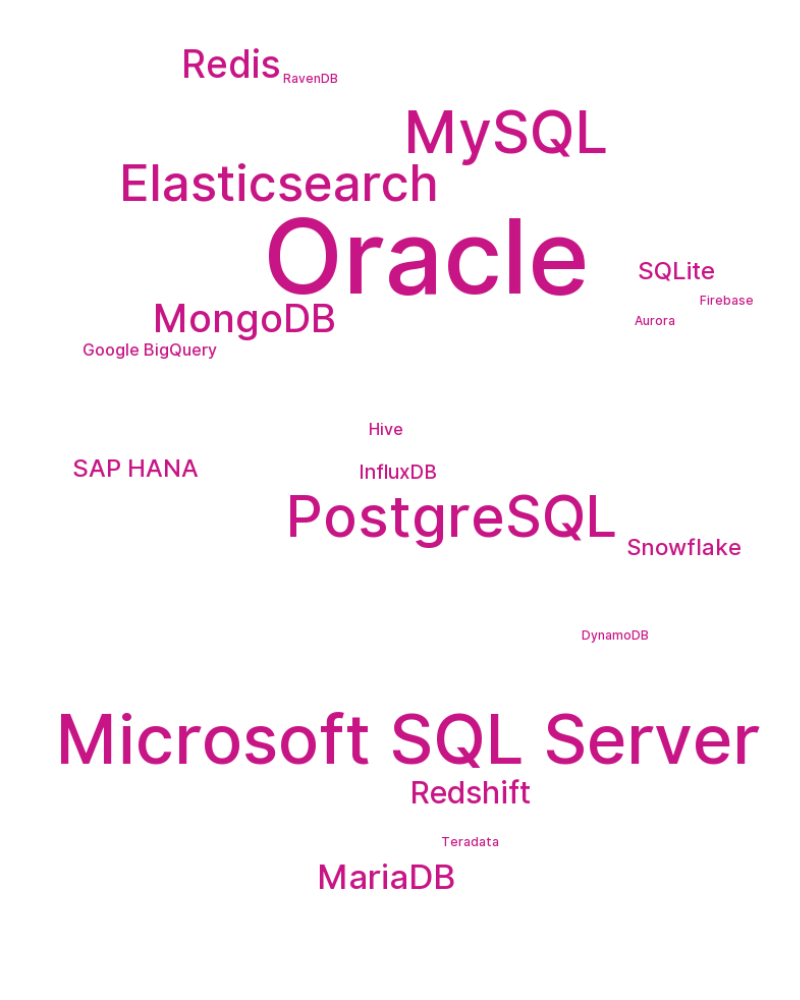 Redis
RavenDB
MySQL
Elasticsearch
Oracle
SQLite
Firebase
MongoDB
Aurora
Google BigQuery
Hive
SAP HANA
InfluxDB
PostgreSQL
Snowflake
DynamoDB
Microsoft SQL Server
Redshift
Teradata
MariaDB